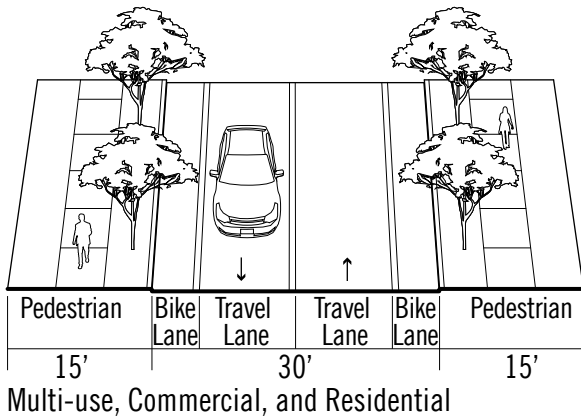 Pedestrian Bike Lane Travel Lane Travel Lane Bike Lane Pedestrian
15’ 30’ 15’
Multi-use, Commercial, and Residential